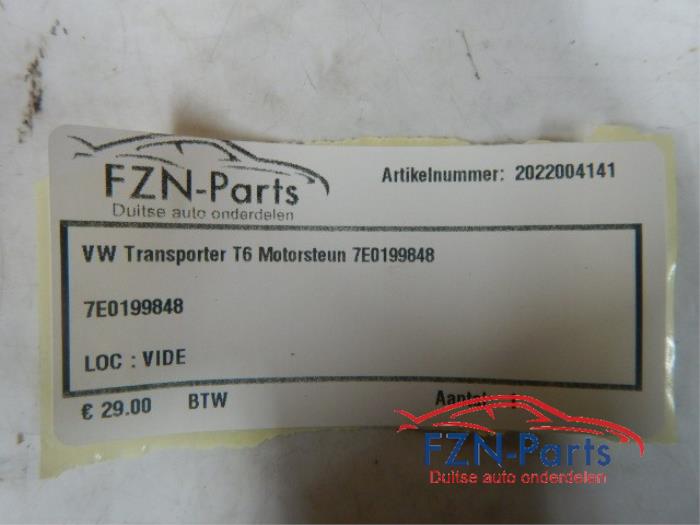 FZN-Parts
Duitse auto onderdelen
Artikelnummer: 2022004141
VW Transporter T6 Motorsteun 7E0199848
7E0199848
LOC : VIDE
€ 29.00 BTW
FZN-Parts
Duitse auto onderdelen